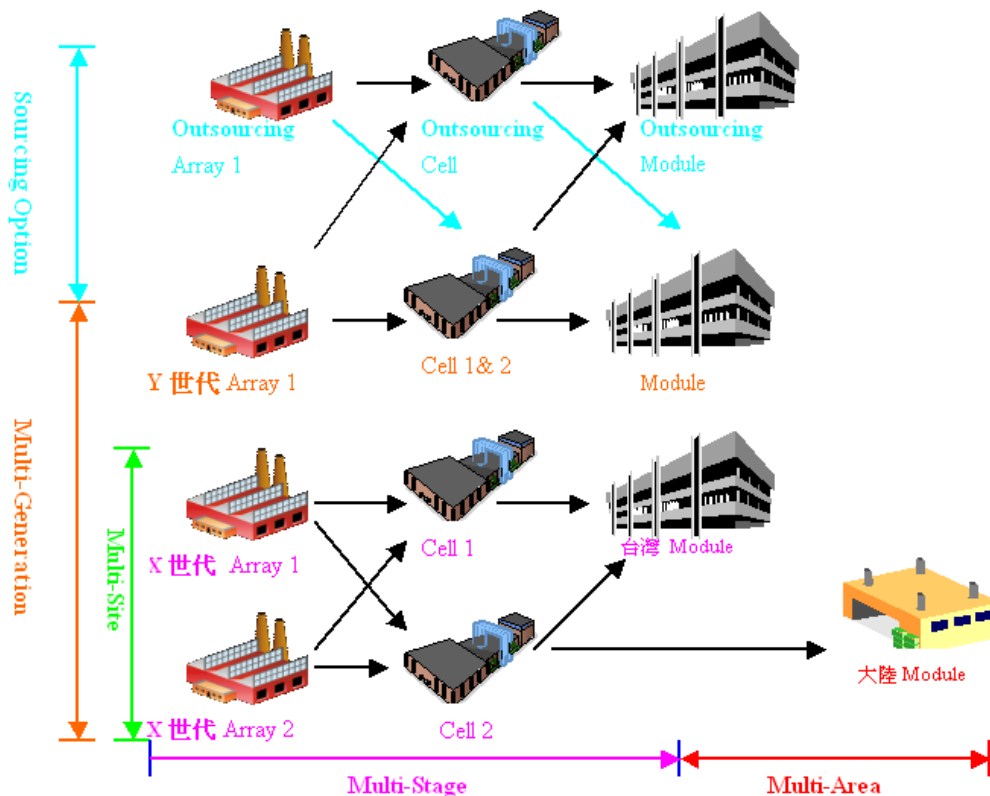 Sourcing Option
Multi-Generation
Multi-Site
Outsourcing
Array 1
Outsourcing
Cell
Outsourcing
Module
Y 世代 Array 1
Cell 1& 2
Module
X 世代 Array 1
Cell 1
台灣 Module
X 世代 Array 2
Cell 2
大陸 Module
Multi-Stage
Multi-Area